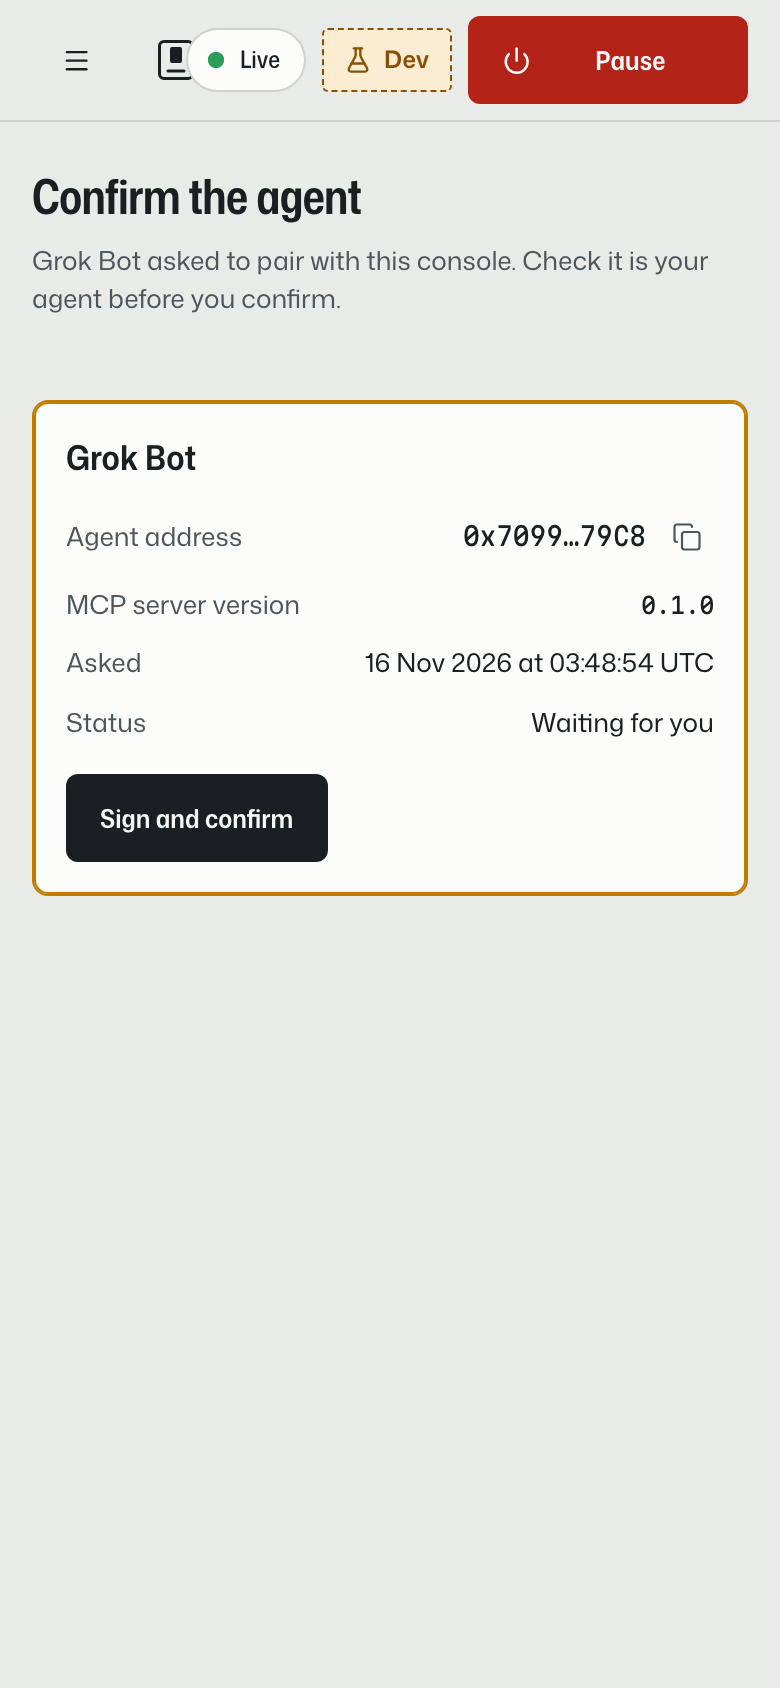 Live
Dev
Pause
Confirm the agent
Grok Bot asked to pair with this console. Check it is your
agent before you confirm.
Grok Bot
Agent address 0x7099…79C8
MCP server version 0.1.0
Asked 16 Nov 2026 at 03:48:54 UTC
Status Waiting for you
Sign and confirm